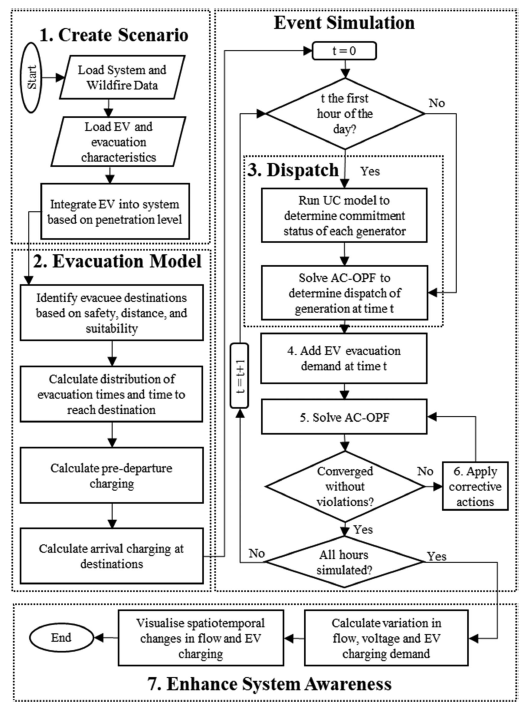 1. Create Scenario
Start
Load System and
Wildfire Data
Load EV and
evacuation
characteristics
Integrate EV into system
based on penetration level
2. Evacuation Model
Identify evacuee destinations
based on safety, distance, and
suitability
Calculate distribution of
evacuation times and time to
reach destination
Calculate pre-departure
charging
Calculate arrival charging at
destinations
Event Simulation
t = 0
t the first
hour of the
day?
No
Yes
3. Dispatch
Run UC model to
determine commitment
status of each generator
Solve AC-OPF to
determine dispatch of
generation at time t
t = t+1
4. Add EV evacuation
demand at time t
5. Solve AC-OPF
Converged
without
violations?
No
6. Apply
corrective
actions
Yes
All hours
simulated?
No
Yes
Calculate variation in
flow, voltage and EV
charging demand
Visualise spatiotemporal
changes in flow and EV
charging
End
7. Enhance System Awareness